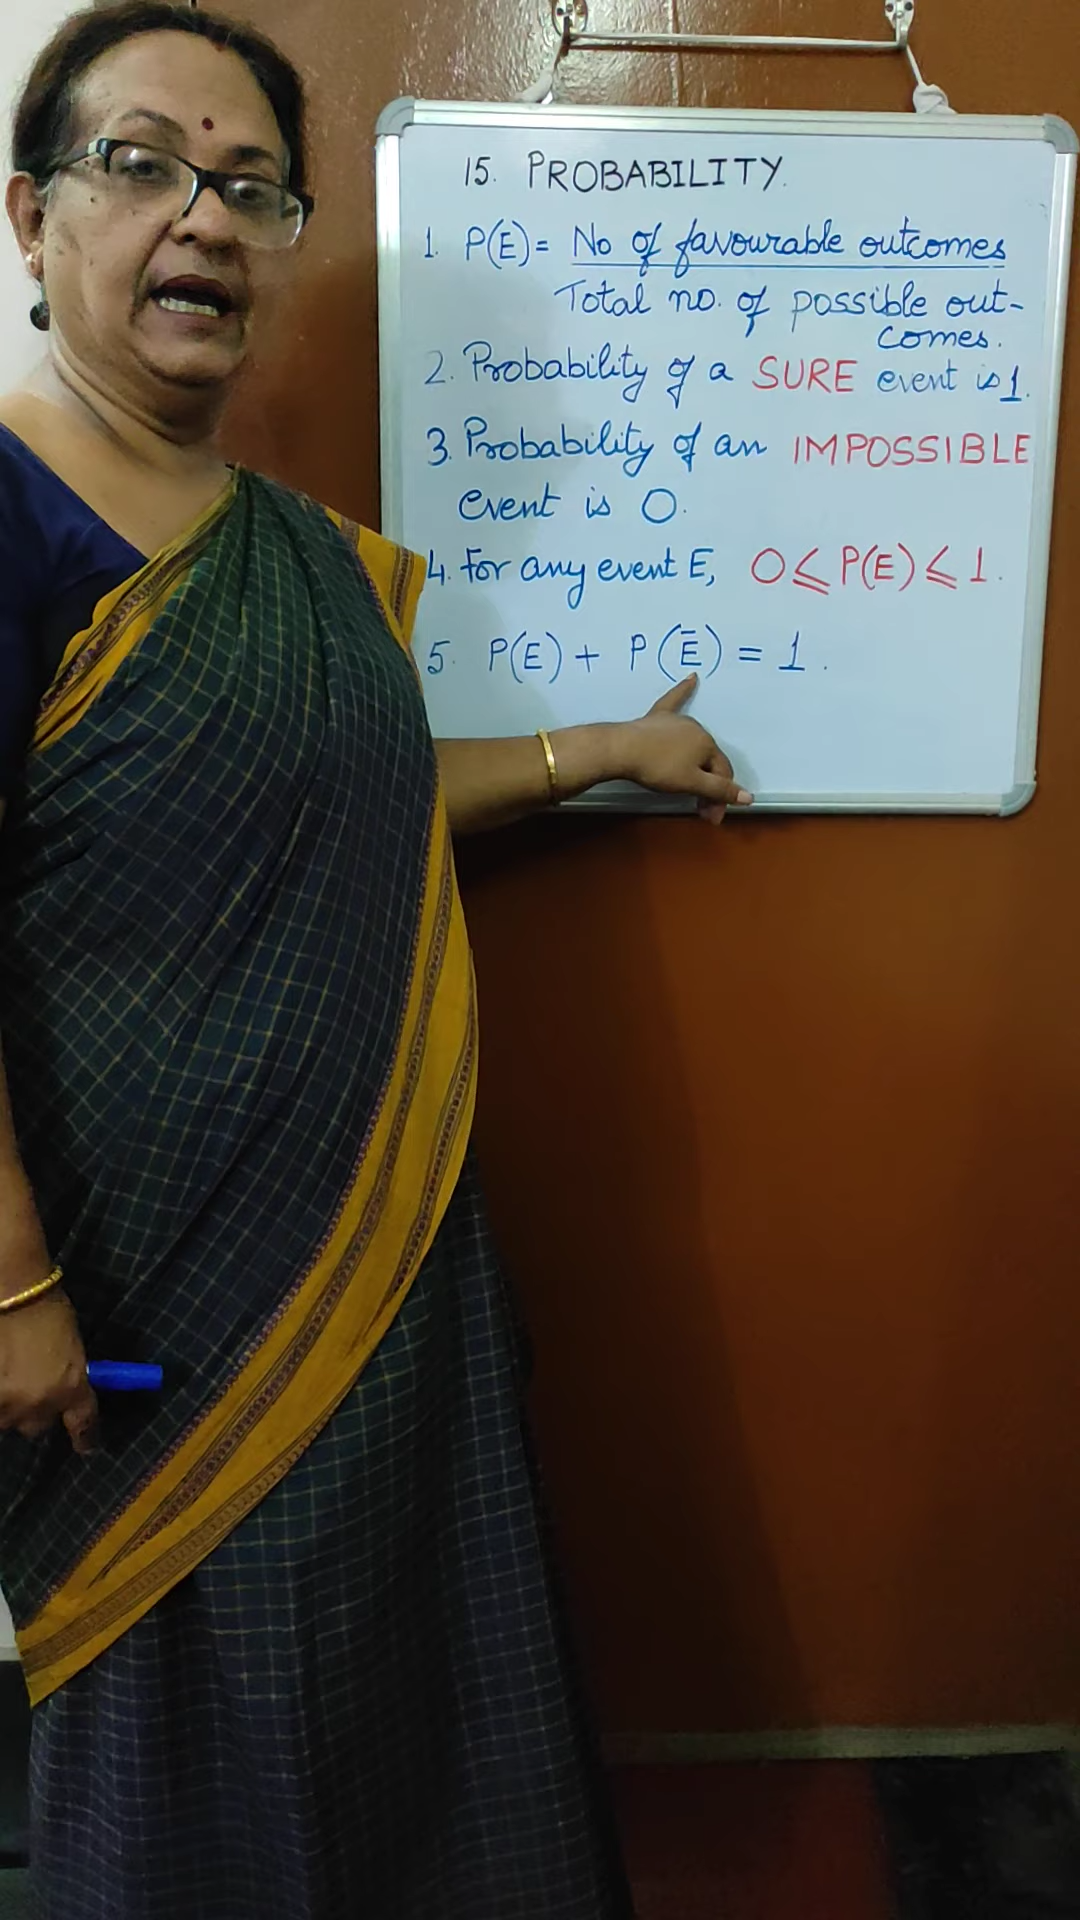 15. PROBABILITY.
1. P(E) = No of favourable outcomes
Total no. of possible out-
comes.
2. Probability of a SURE event is 1.
3. Probability of an IMPOSSIBLE
event is 0.
4. For any event E, 0 ⩽ P(E) ⩽ 1.
5. P(E) + P(Ē) = 1.